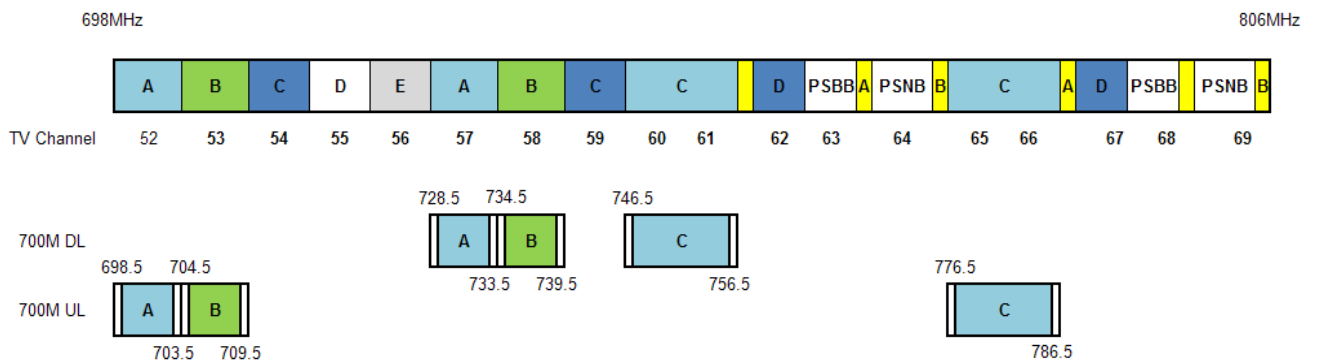 698MHz 806MHz
A B C D E A B C C D PSBB A PSNB B C A D PSBB PSNB B
TV Channel 52 53 54 55 56 57 58 59 60 61 62 63 64 65 66 67 68 69
728.5 734.5 746.5
700M DL A B C
698.5 704.5 733.5 739.5 756.5 776.5
700M UL A B C
703.5 709.5 786.5